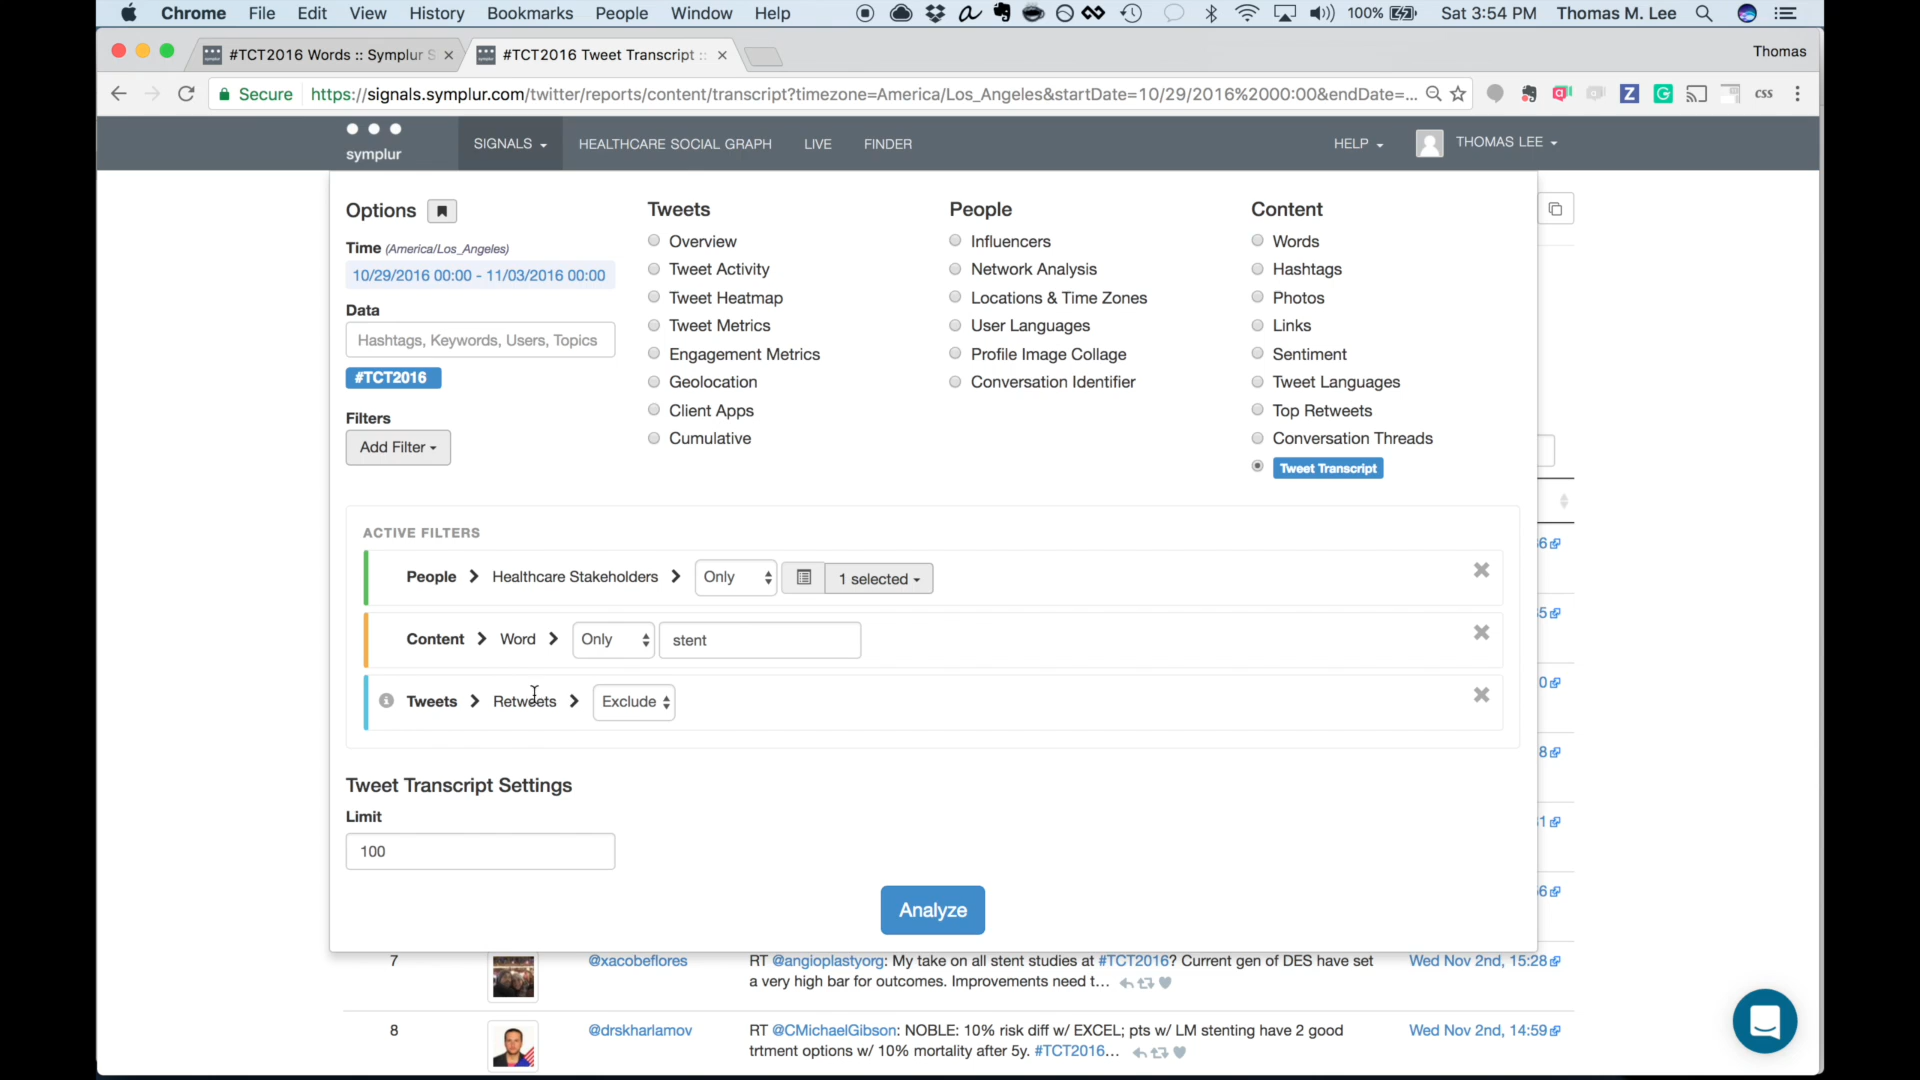 Chrome File Edit View History Bookmarks People Window Help 100% Sat 3:54 PM Thomas M. Lee
#TCT2016 Words :: Symplur S
#TCT2016 Tweet Transcript ::
Thomas
Secure https://signals.symplur.com/twitter/reports/content/transcript?timezone=America/Los_Angeles&startDate=10/29/2016%2000:00&endDate=... css
symplur
SIGNALS HEALTHCARE SOCIAL GRAPH LIVE FINDER HELP THOMAS LEE
Options
Time (America/Los_Angeles)
10/29/2016 00:00 - 11/03/2016 00:00
Data
Hashtags, Keywords, Users, Topics
#TCT2016
Filters
Add Filter
Tweets
Overview
Tweet Activity
Tweet Heatmap
Tweet Metrics
Engagement Metrics
Geolocation
Client Apps
Cumulative
People
Influencers
Network Analysis
Locations & Time Zones
User Languages
Profile Image Collage
Conversation Identifier
Content
Words
Hashtags
Photos
Links
Sentiment
Tweet Languages
Top Retweets
Conversation Threads
Tweet Transcript
ACTIVE FILTERS
People Healthcare Stakeholders Only 1 selected
Content Word Only stent
Tweets Retweets Exclude
Tweet Transcript Settings
Limit
100
Analyze
7 @xacobeflores RT @angioplastyorg: My take on all stent studies at #TCT2016? Current gen of DES have set Wed Nov 2nd, 15:28
a very high bar for outcomes. Improvements need t...
8 @drskharlamov RT @CMichaelGibson: NOBLE: 10% risk diff w/ EXCEL; pts w/ LM stenting have 2 good Wed Nov 2nd, 14:59
trtment options w/ 10% mortality after 5y. #TCT2016...